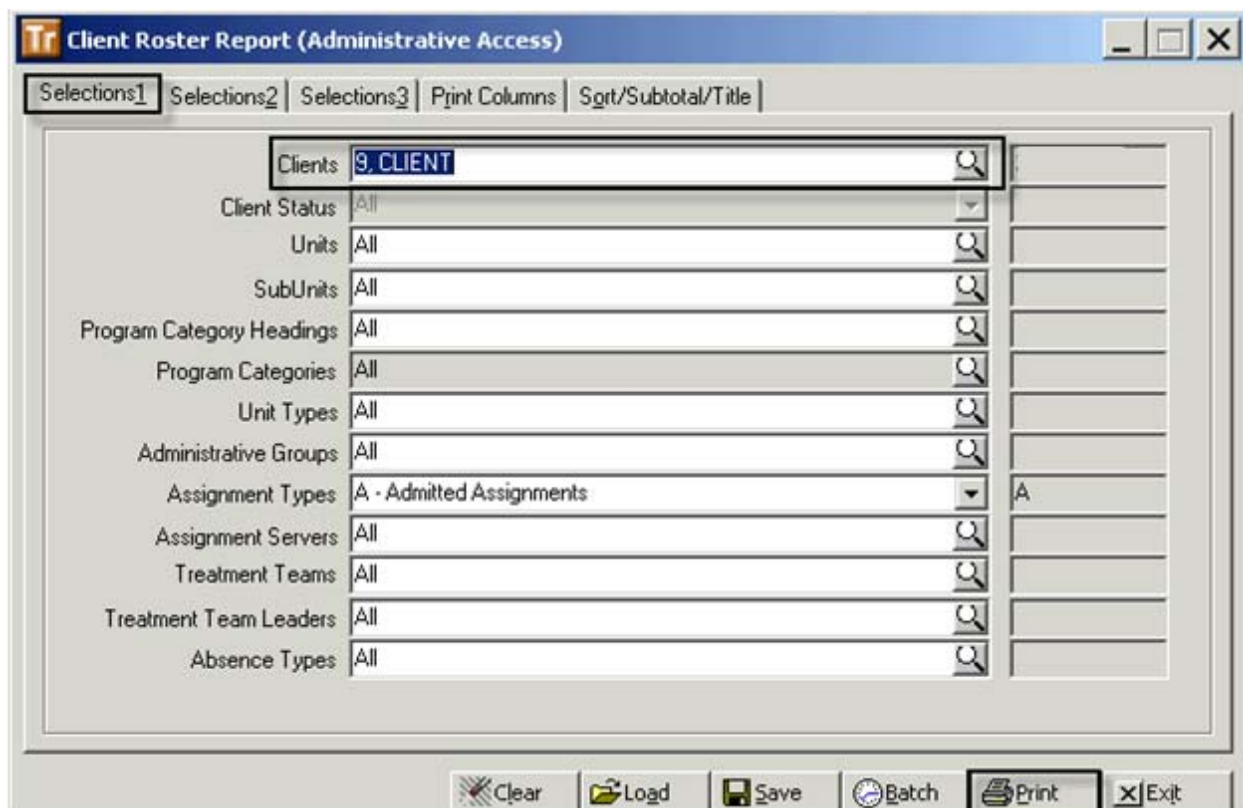 Tr Client Roster Report (Administrative Access)
Selections1 Selections2 Selections3 Print Columns Sort/Subtotal/Title
Clients 9, CLIENT
Client Status All
Units All
SubUnits All
Program Category Headings All
Program Categories All
Unit Types All
Administrative Groups All
Assignment Types A - Admitted Assignments A
Assignment Servers All
Treatment Teams All
Treatment Team Leaders All
Absence Types All
Clear Load Save Batch Print Exit